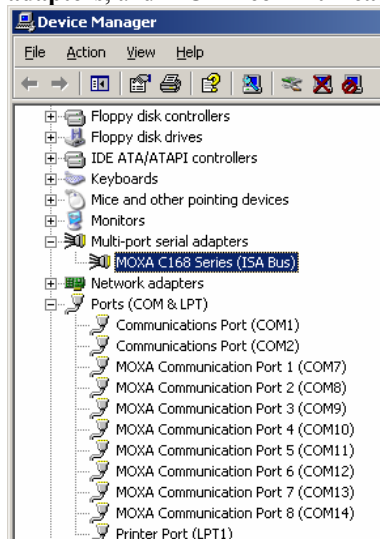 Device Manager
File Action View Help
Floppy disk controllers
Floppy disk drives
IDE ATA/ATAPI controllers
Keyboards
Mice and other pointing devices
Monitors
Multi-port serial adapters
MOXA C168 Series (ISA Bus)
Network adapters
Ports (COM & LPT)
Communications Port (COM1)
Communications Port (COM2)
MOXA Communication Port 1 (COM7)
MOXA Communication Port 2 (COM8)
MOXA Communication Port 3 (COM9)
MOXA Communication Port 4 (COM10)
MOXA Communication Port 5 (COM11)
MOXA Communication Port 6 (COM12)
MOXA Communication Port 7 (COM13)
MOXA Communication Port 8 (COM14)
Printer Port (LPT1)